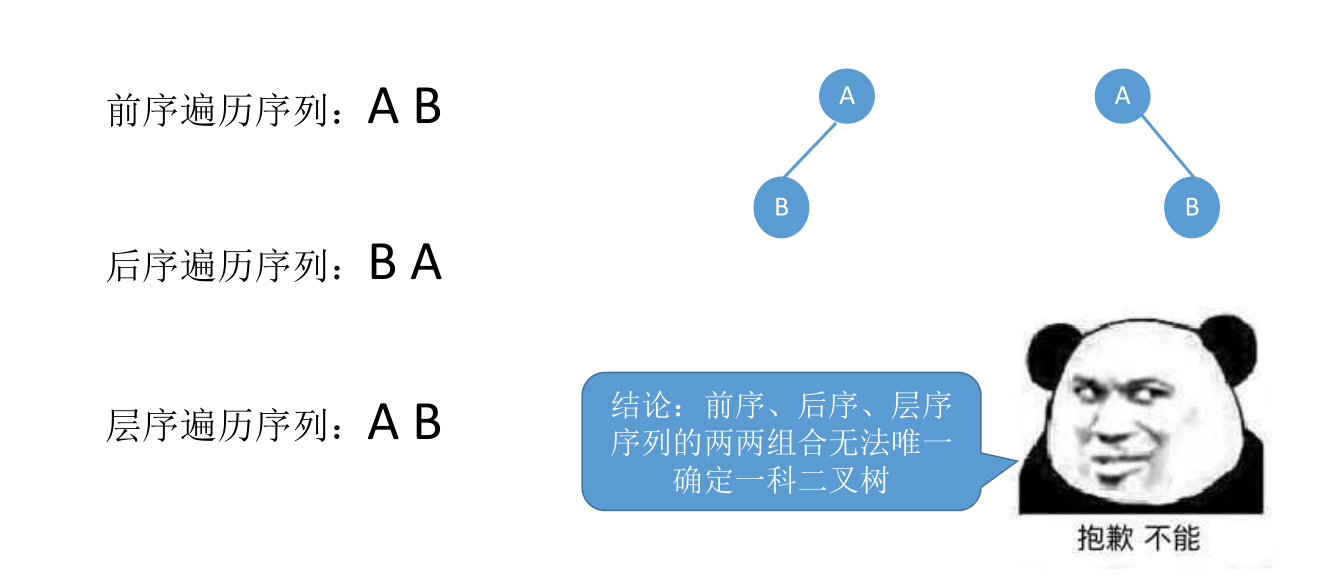 前序遍历序列：A B
后序遍历序列：B A
层序遍历序列：A B
A
B
A
B
结论：前序、后序、层序
序列的两两组合无法唯一
确定一科二叉树
抱歉 不能